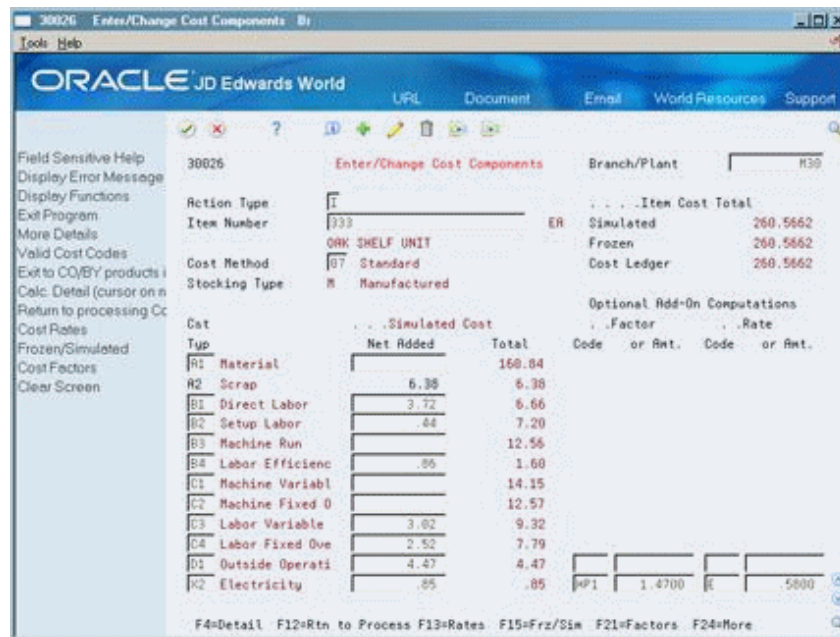 30026 Enter/Change Cost Components Br
Tools Help
ORACLE JD Edwards World
URL Document Email World Resources Support
Field Sensitive Help
Display Error Message
Display Functions
Exit Program
More Details
Valid Cost Codes
Exit to CO/BY products i
Calc. Detail (cursor on n
Return to processing Co
Cost Rates
Frozen/Simulated
Cost Factors
Clear Screen
30026 Enter/Change Cost Components Branch/Plant M30
Action Type I . . . .Item Cost Total
Item Number 333 EA Simulated 260.5662
OAK SHELF UNIT Frozen 260.5662
Cost Method 07 Standard Cost Ledger 260.5662
Stocking Type M Manufactured
Optional Add-On Computations
Cst . . .Simulated Cost . .Factor . .Rate
Typ Net Added Total Code or Amt. Code or Amt.
A1 Material 160.84
A2 Scrap 6.38 6.38
B1 Direct Labor 3.72 6.66
B2 Setup Labor .44 7.20
B3 Machine Run 12.56
B4 Labor Efficienc .86 1.60
C1 Machine Variabl 14.15
C2 Machine Fixed O 12.57
C3 Labor Variable 3.02 9.32
C4 Labor Fixed Ove 2.52 7.79
D1 Outside Operati 4.47 4.47
X2 Electricity .85 .85 HP1 1.4700 E .5800
F4=Detail F12=Rtn to Process F13=Rates F15=Frz/Sim F21=Factors F24=More